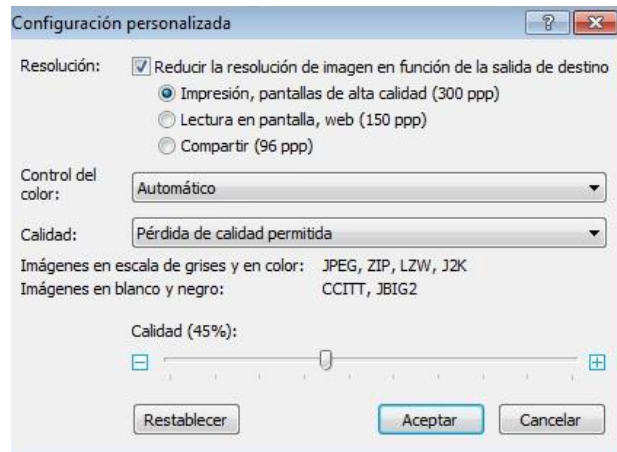 Configuración personalizada
Resolución: Reducir la resolución de imagen en función de la salida de destino
Impresión, pantallas de alta calidad (300 ppp)
Lectura en pantalla, web (150 ppp)
Compartir (96 ppp)
Control del
color: Automático
Calidad: Pérdida de calidad permitida
Imágenes en escala de grises y en color: JPEG, ZIP, LZW, J2K
Imágenes en blanco y negro: CCITT, JBIG2
Calidad (45%):
Restablecer Aceptar Cancelar